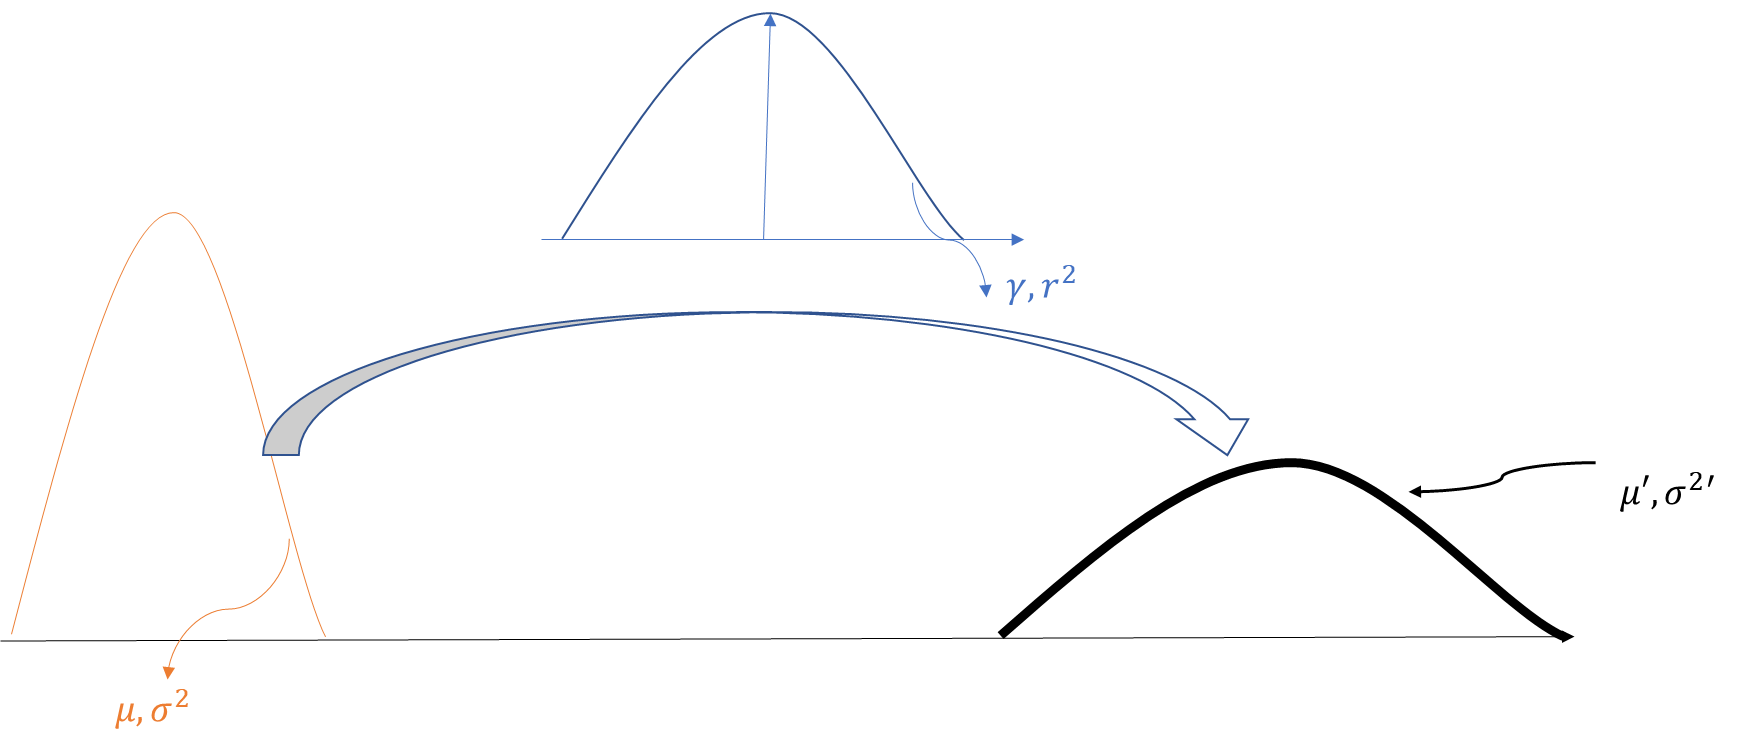 γ, r²
μ′, σ²′
μ, σ²